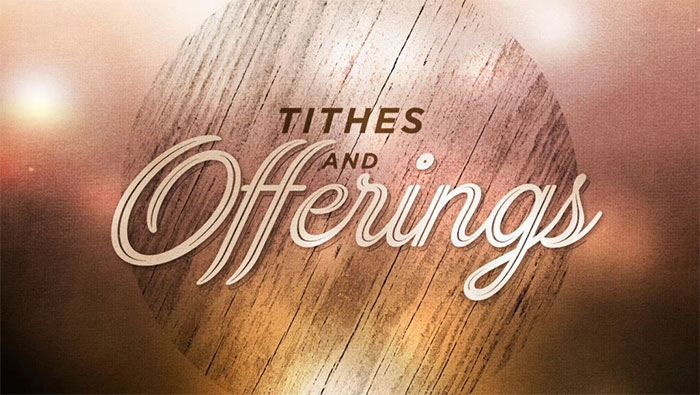 TITHES
AND
Offerings